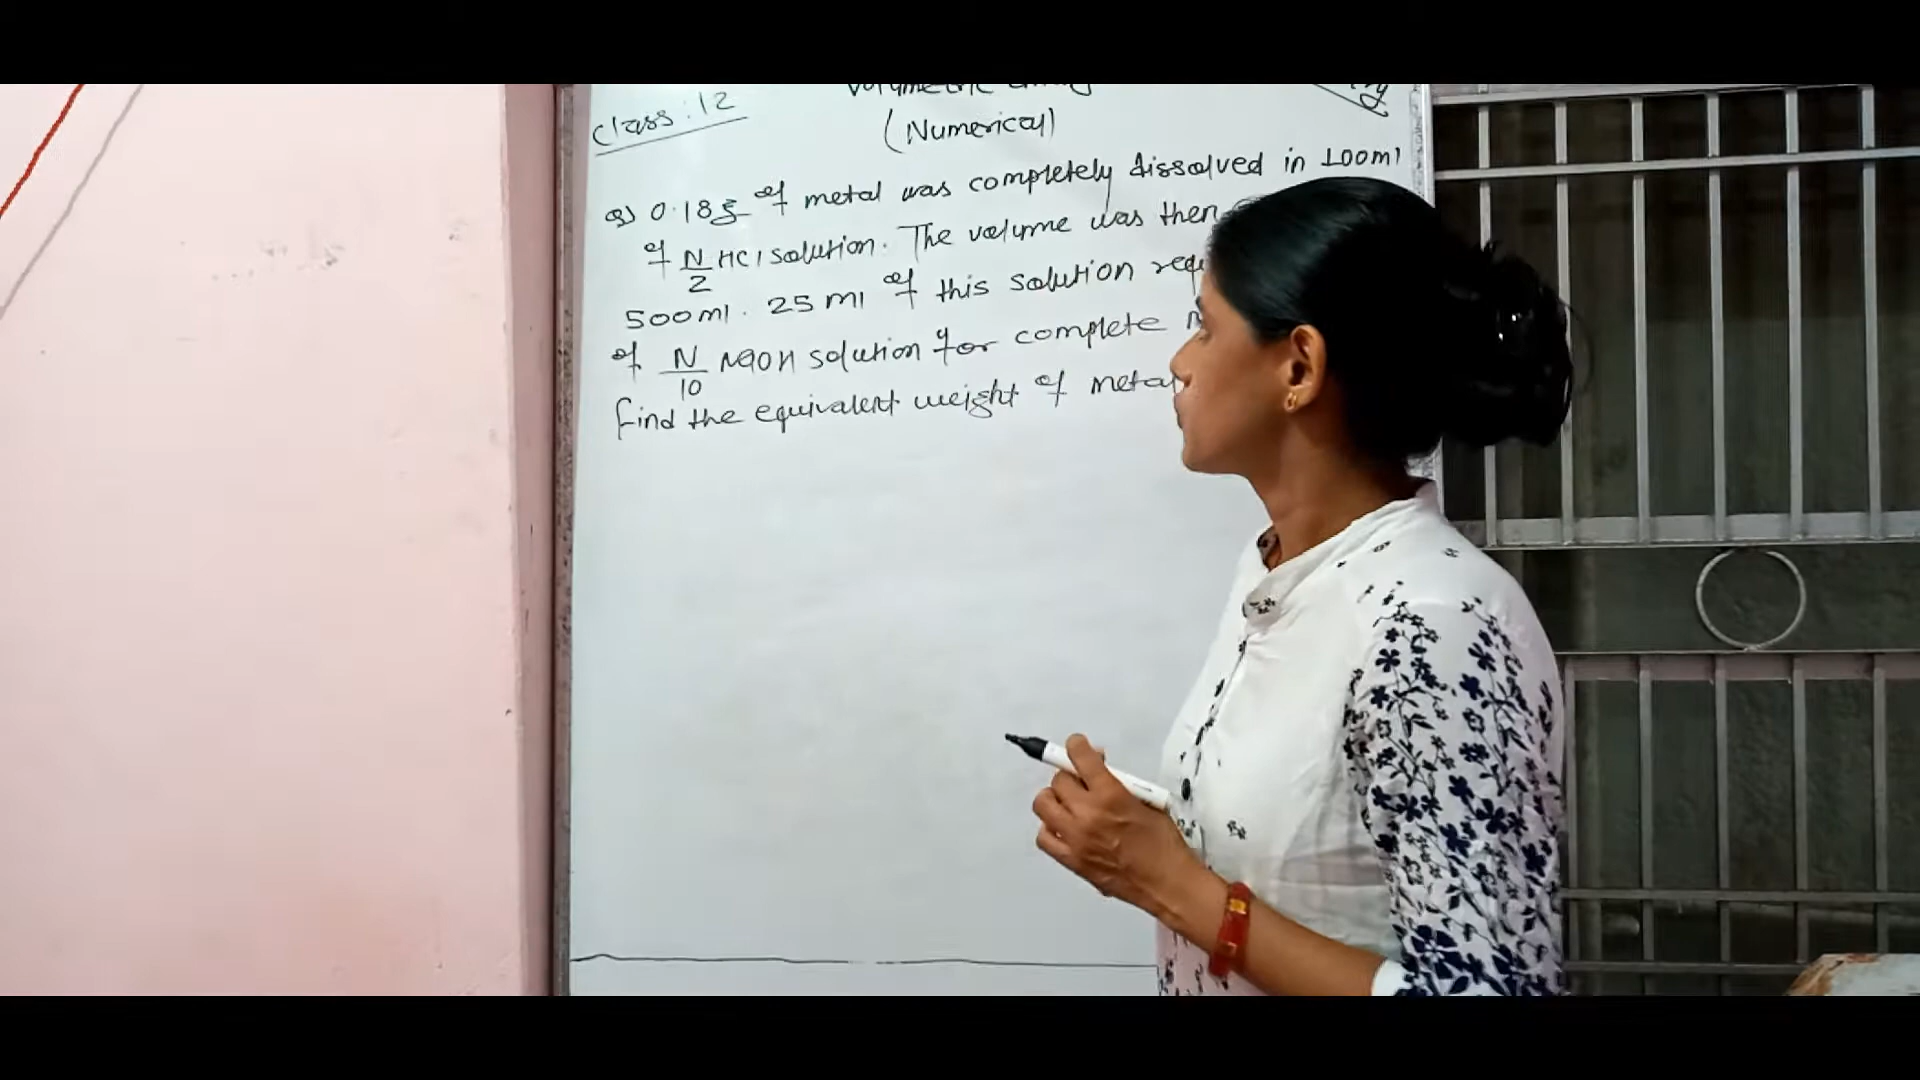 Class:12
(Numerical)
Q) 0.18g of metal was completely dissolved in 100ml
of N/2 HCl solution. The volume was then
500ml. 25ml of this solution
of N/10 NaOH solution for complete
Find the equivalent weight of metal